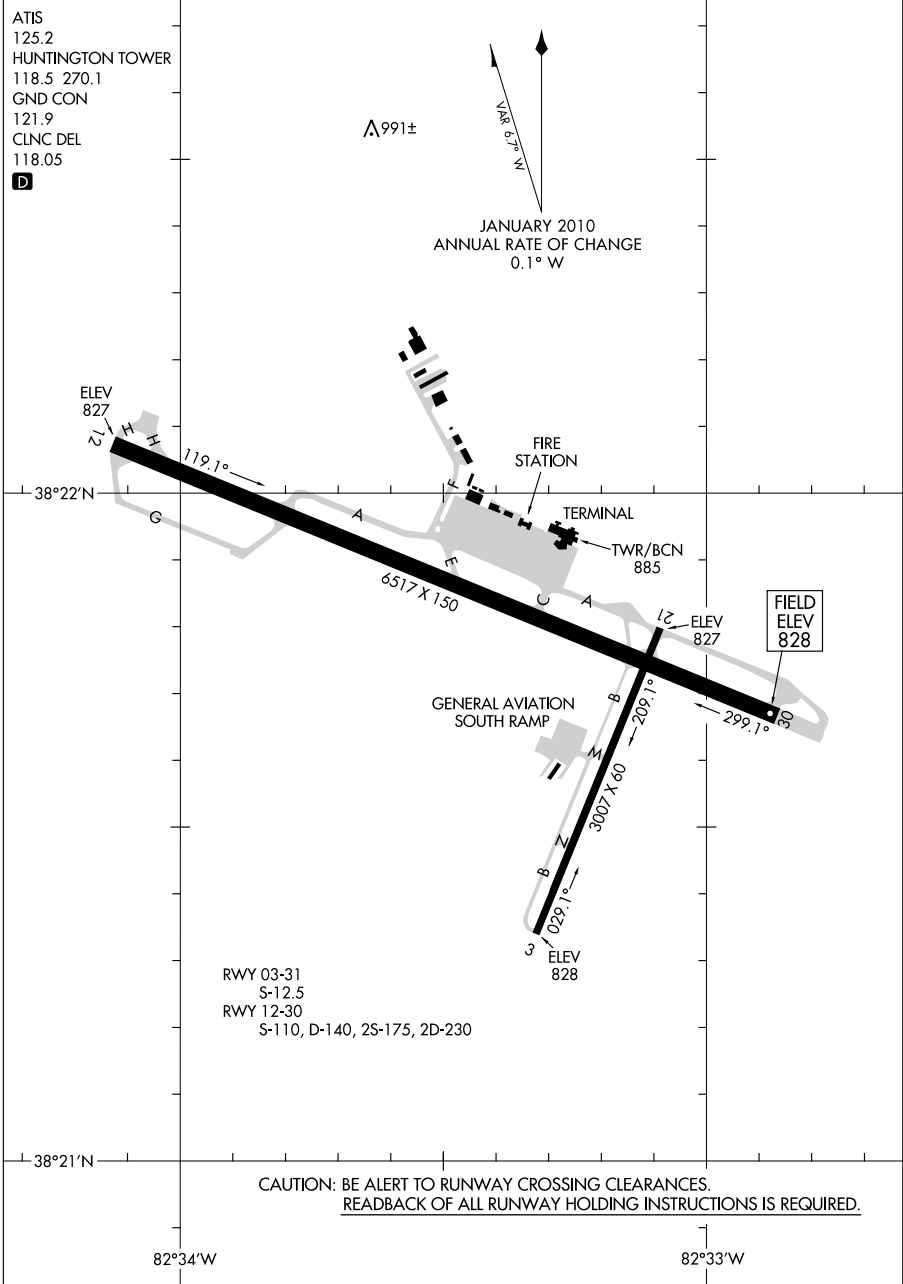 ATIS
125.2
HUNTINGTON TOWER
118.5 270.1
GND CON
121.9
CLNC DEL
118.05
D
991±
VAR 6.7° W
JANUARY 2010
ANNUAL RATE OF CHANGE
0.1° W
ELEV
827
12
H
H
119.1°
FIRE
STATION
38°22'N
F
G
A
TERMINAL
TWR/BCN
885
E
6517 X 150
C
A
21
ELEV
827
FIELD
ELEV
828
B
209.1°
299.1°
30
GENERAL AVIATION
SOUTH RAMP
M
3007 X 60
N
B
029.1°
3
ELEV
828
RWY 03-31
S-12.5
RWY 12-30
S-110, D-140, 2S-175, 2D-230
38°21'N
CAUTION: BE ALERT TO RUNWAY CROSSING CLEARANCES.
READBACK OF ALL RUNWAY HOLDING INSTRUCTIONS IS REQUIRED.
82°34'W
82°33'W